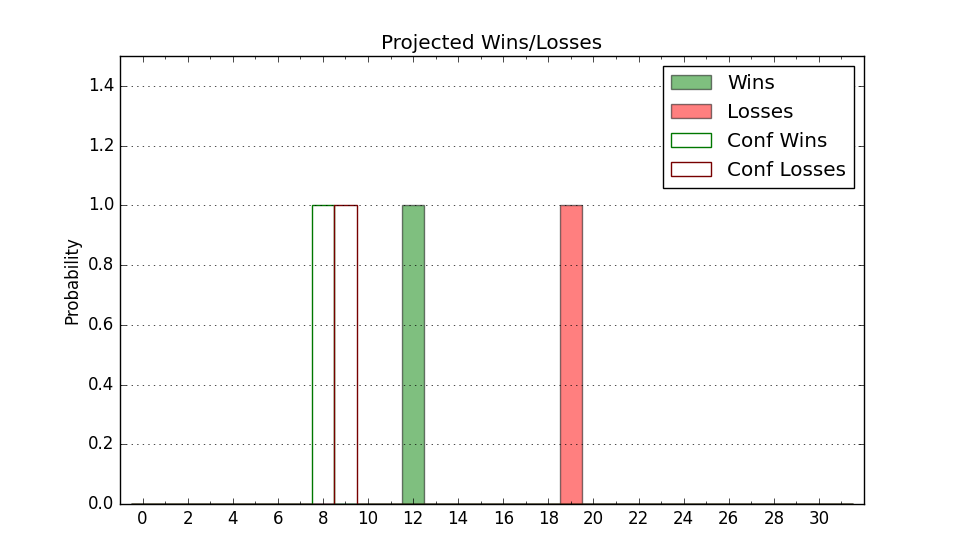 Projected Wins/Losses
Wins
Losses
Conf Wins
Conf Losses
Probability
1.4
1.2
1.0
0.8
0.6
0.4
0.2
0.0
0 2 4 6 8 10 12 14 16 18 20 22 24 26 28 30